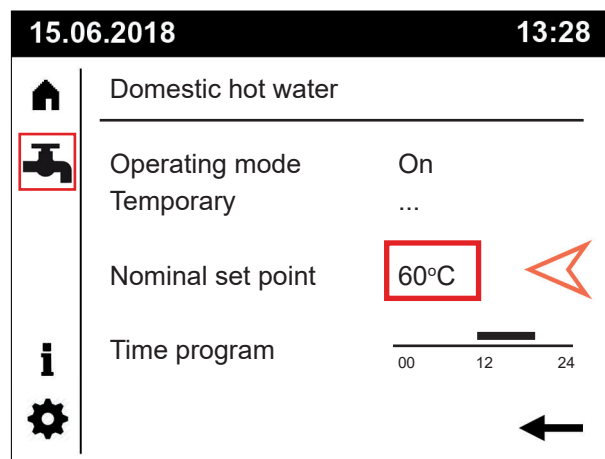 15.06.2018 13:28
Domestic hot water
Operating mode On
Temporary ...
Nominal set point 60°C
Time program
00 12 24